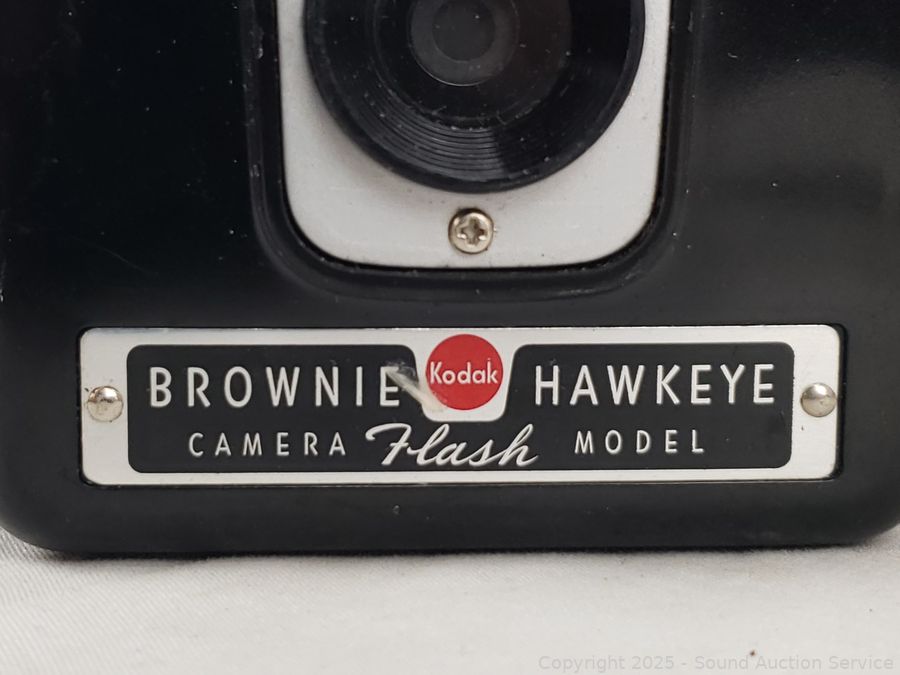 BROWNIE Kodak HAWKEYE
CAMERA Flash MODEL
Copyright 2025 - Sound Auction Service